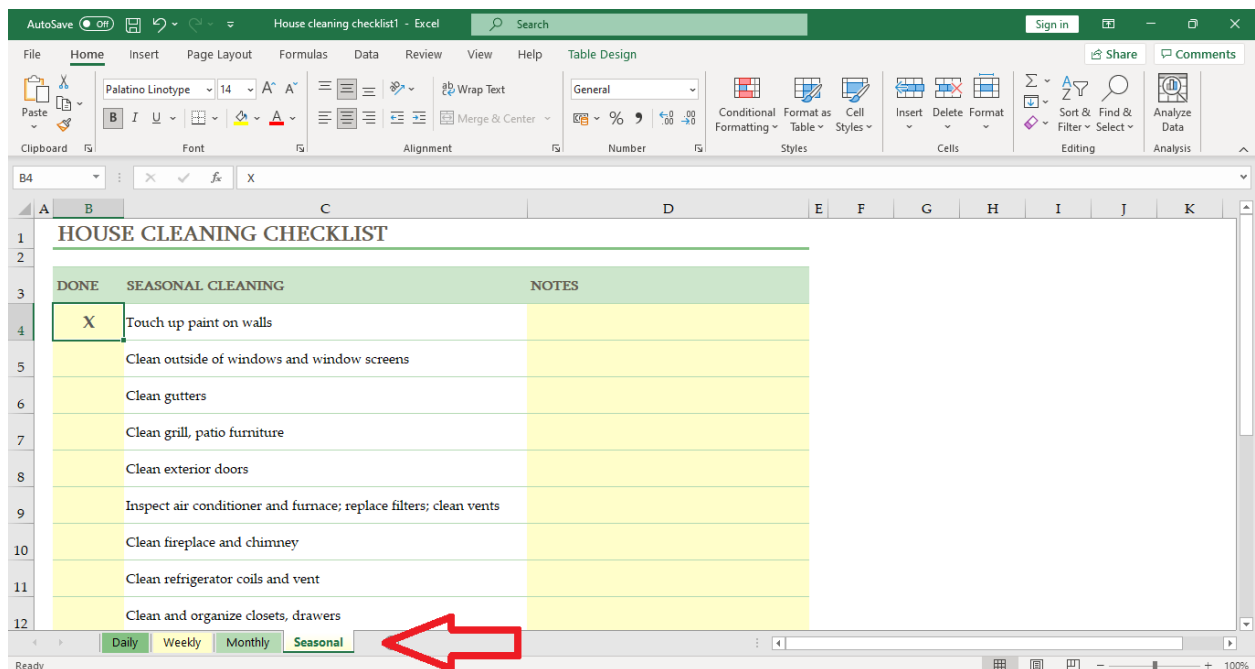 AutoSave Off House cleaning checklist1 - Excel Search Sign in
File Home Insert Page Layout Formulas Data Review View Help Table Design Share Comments
Paste
Palatino Linotype 14 A A
B I U A
ab Wrap Text
Merge & Center
General
% 9
Conditional Formatting
Format as Table
Cell Styles
Insert Delete Format
Sort & Filter
Find & Select
Analyze Data
Clipboard Font Alignment Number Styles Cells Editing Analysis
B4 fx X
A B C D E F G H I J K
1 HOUSE CLEANING CHECKLIST
2
3 DONE SEASONAL CLEANING NOTES
4 X Touch up paint on walls
5 Clean outside of windows and window screens
6 Clean gutters
7 Clean grill, patio furniture
8 Clean exterior doors
9 Inspect air conditioner and furnace; replace filters; clean vents
10 Clean fireplace and chimney
11 Clean refrigerator coils and vent
12 Clean and organize closets, drawers
Daily Weekly Monthly Seasonal
Ready 100%